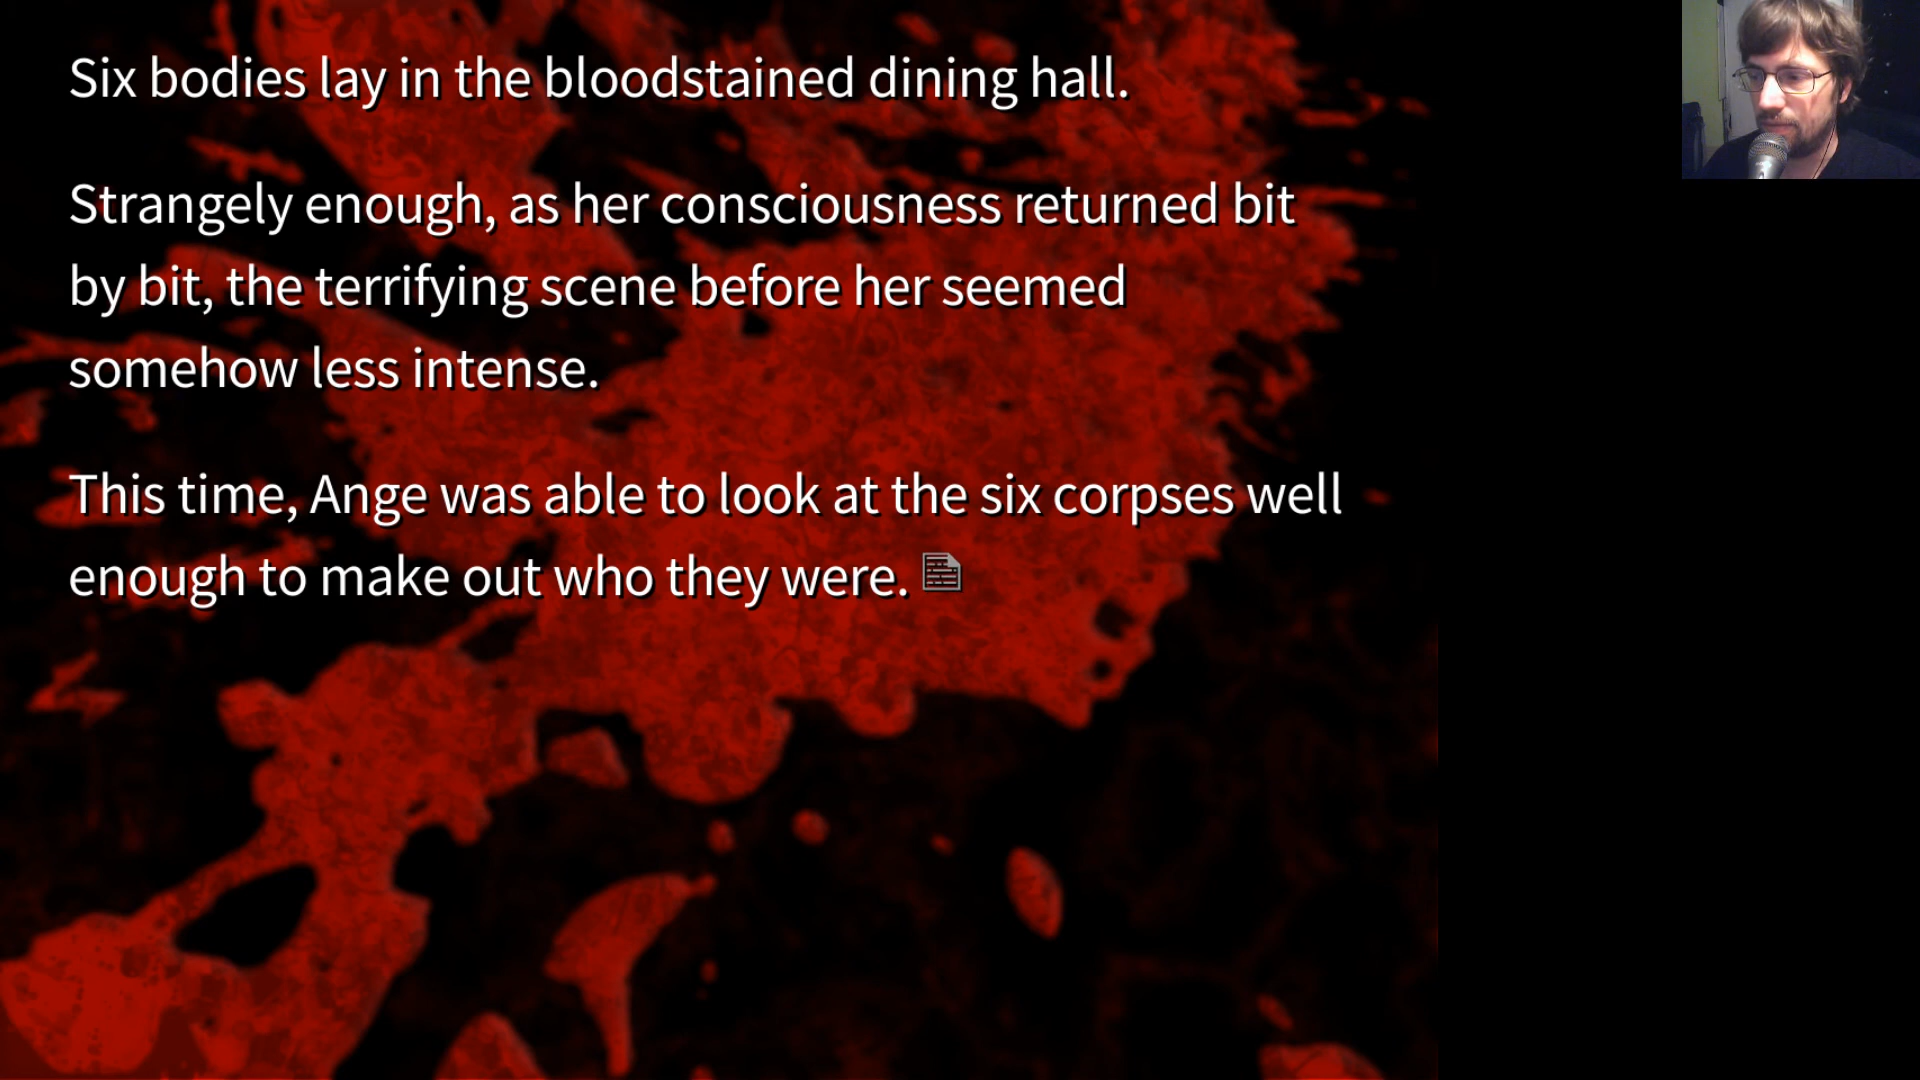 Six bodies lay in the bloodstained dining hall.
Strangely enough, as her consciousness returned bit
by bit, the terrifying scene before her seemed
somehow less intense.
This time, Ange was able to look at the six corpses well
enough to make out who they were.